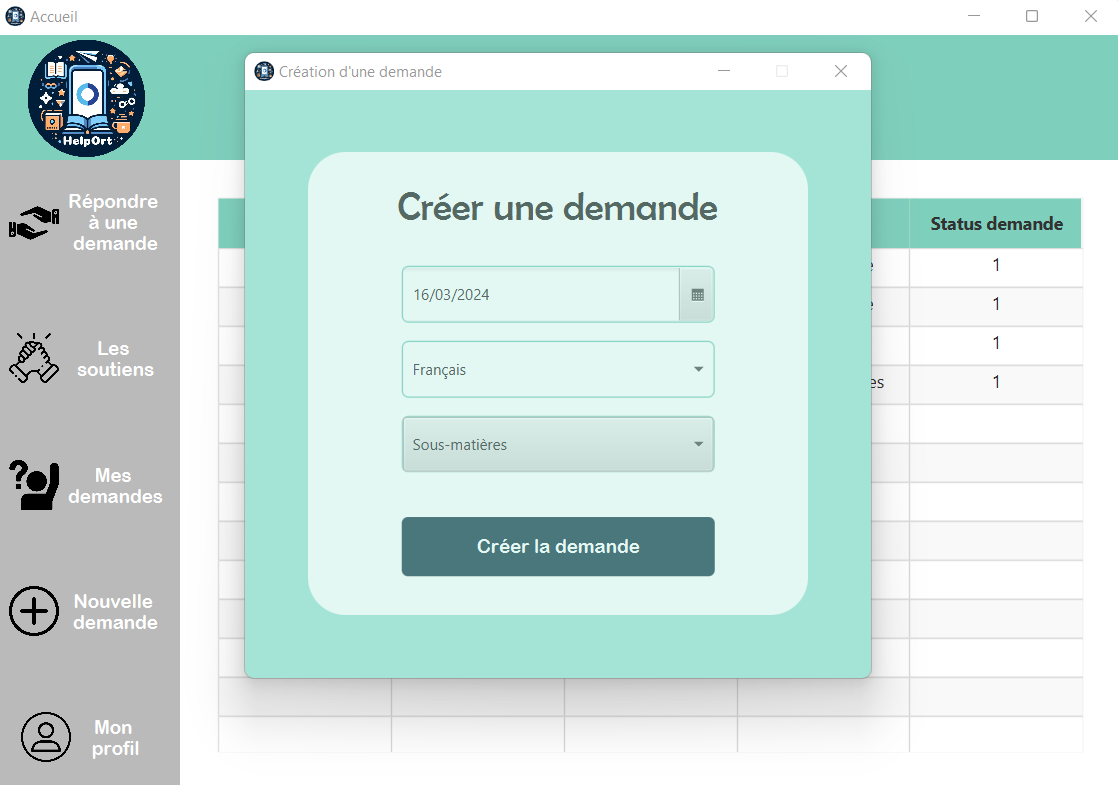 Accueil
Création d'une demande
HelpOrt
Répondre
à une
demande
Les
soutiens
Mes
demandes
Nouvelle
demande
Mon
profil
Créer une demande
16/03/2024
Français
Sous-matières
Créer la demande
Status demande
e
1
e
1
1
es
1